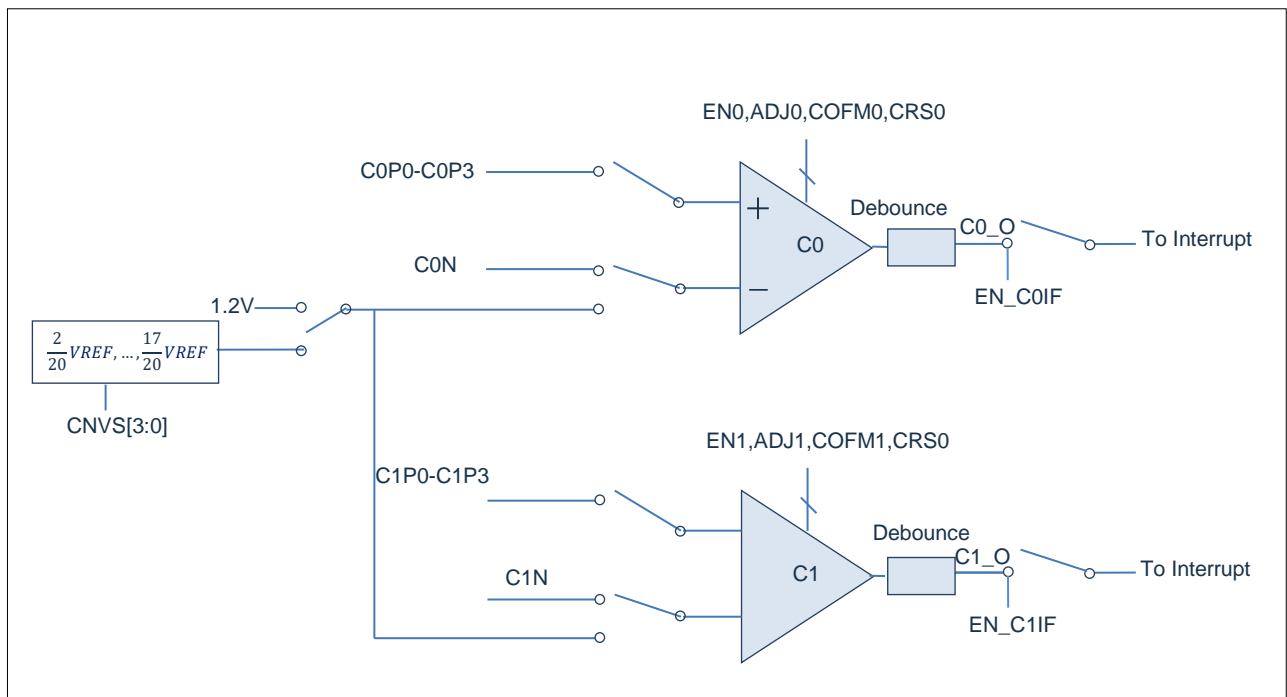 EN0,ADJ0,COFM0,CRS0
C0P0-C0P3
+
Debounce
C0_O
C0
To Interrupt
C0N
−
EN_C0IF
1.2V
2/20 VREF, ..., 17/20 VREF
CNVS[3:0]
EN1,ADJ1,COFM1,CRS0
C1P0-C1P3
Debounce
C1_O
C1
To Interrupt
C1N
EN_C1IF